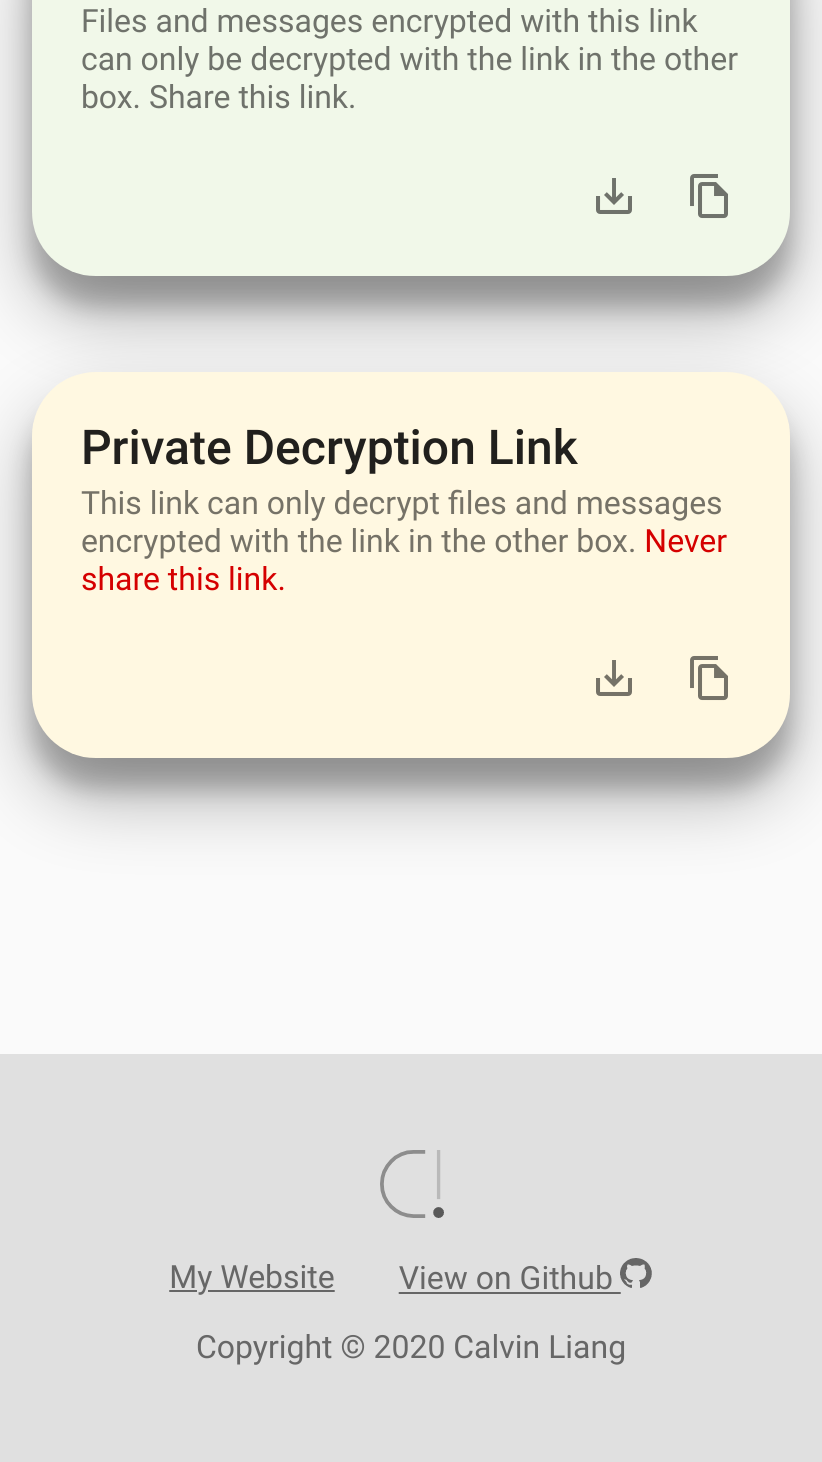 Files and messages encrypted with this link
can only be decrypted with the link in the other
box. Share this link.
Private Decryption Link
This link can only decrypt files and messages
encrypted with the link in the other box. Never
share this link.
C!
My Website
View on Github
Copyright © 2020 Calvin Liang